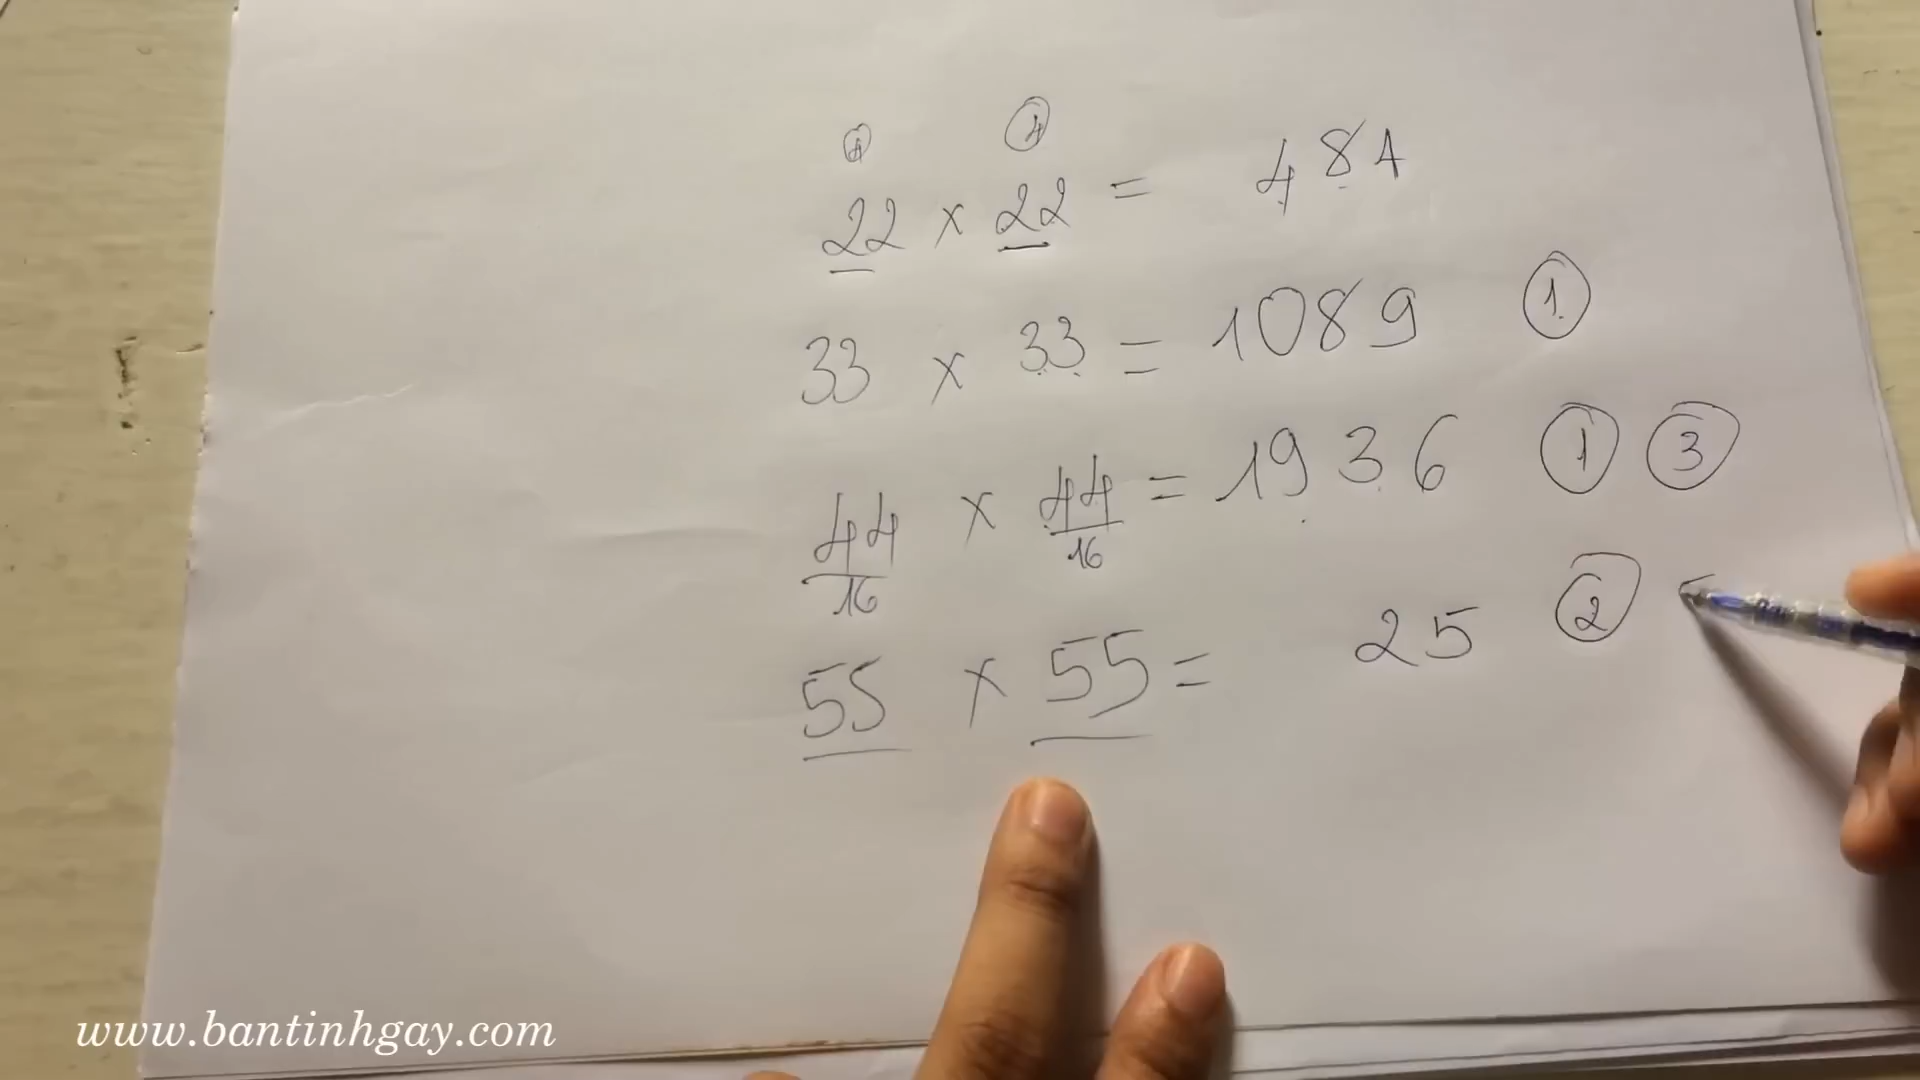 4 4
22 x 22 = 484
33 x 33 = 1089 1
44 x 44 = 1936 1 3
16 16
55 x 55 = 25 2
www.bantinhgay.com